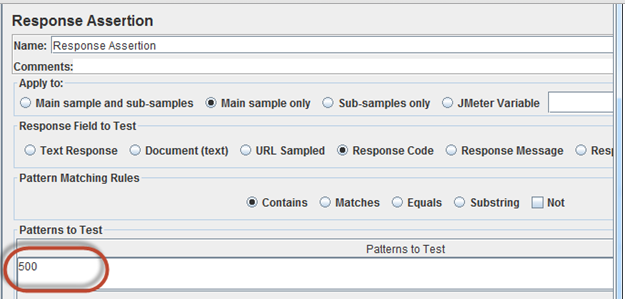 Response Assertion
Name: Response Assertion
Comments:
Apply to:
Main sample and sub-samples Main sample only Sub-samples only JMeter Variable
Response Field to Test
Text Response Document (text) URL Sampled Response Code Response Message Resp
Pattern Matching Rules
Contains Matches Equals Substring Not
Patterns to Test
Patterns to Test
500